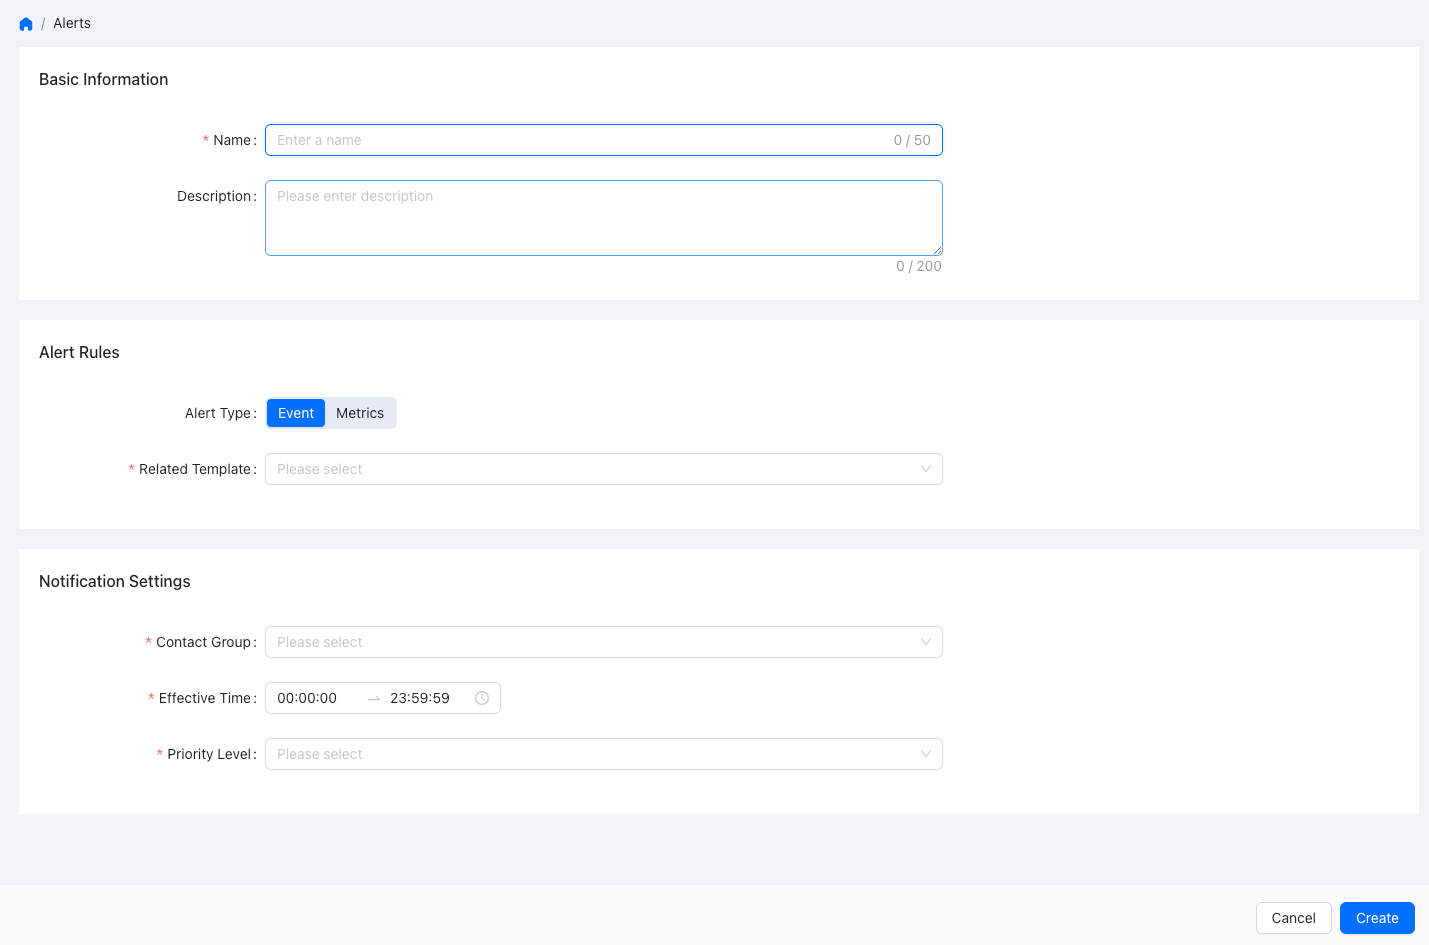 / Alerts
Basic Information
* Name: Enter a name 0 / 50
Description: Please enter description
0 / 200
Alert Rules
Alert Type: Event Metrics
* Related Template: Please select
Notification Settings
* Contact Group: Please select
* Effective Time: 00:00:00 → 23:59:59
* Priority Level: Please select
Cancel Create